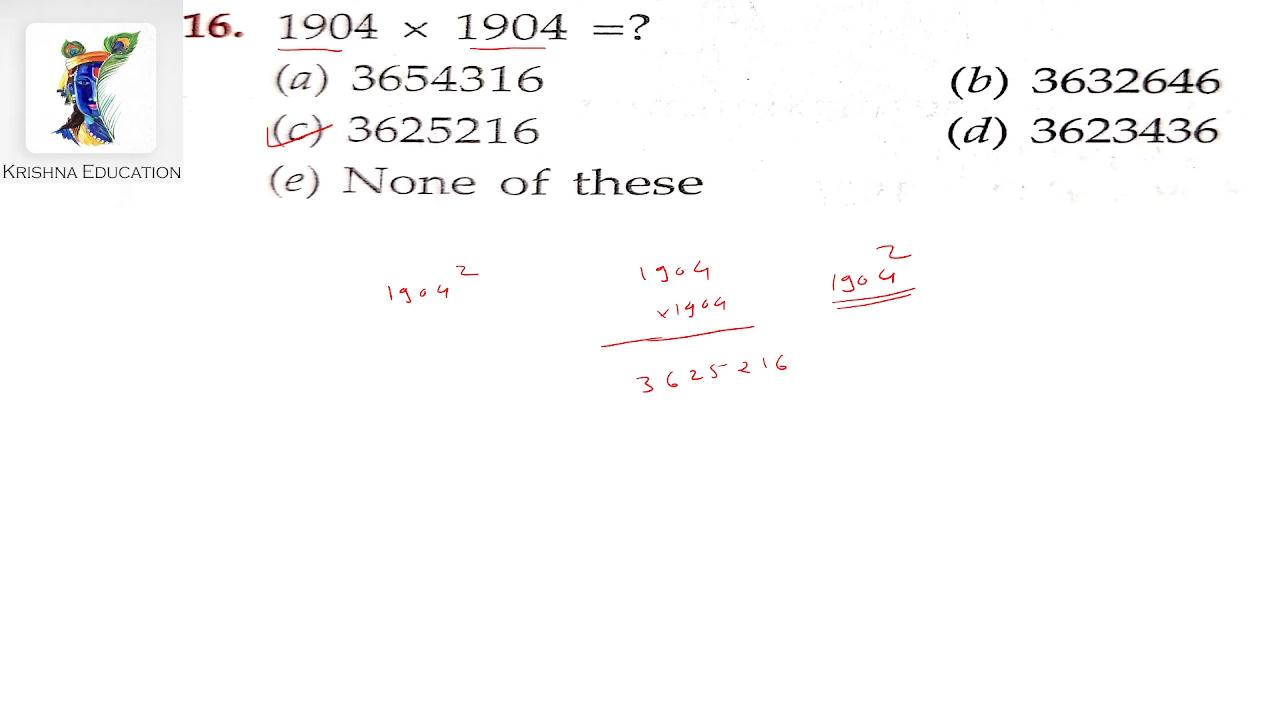 16. 1904 × 1904 =?
(a) 3654316 (b) 3632646
(c) 3625216 (d) 3623436
(e) None of these
KRISHNA EDUCATION
1904² 1904 1904²
×1904
3625216